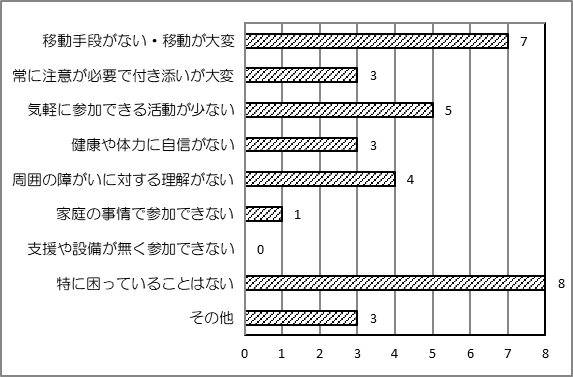 移動手段がない・移動が大変 7
常に注意が必要で付き添いが大変 3
気軽に参加できる活動が少ない 5
健康や体力に自信がない 3
周囲の障がいに対する理解がない 4
家庭の事情で参加できない 1
支援や設備が無く参加できない 0
特に困っていることはない 8
その他 3
0 1 2 3 4 5 6 7 8